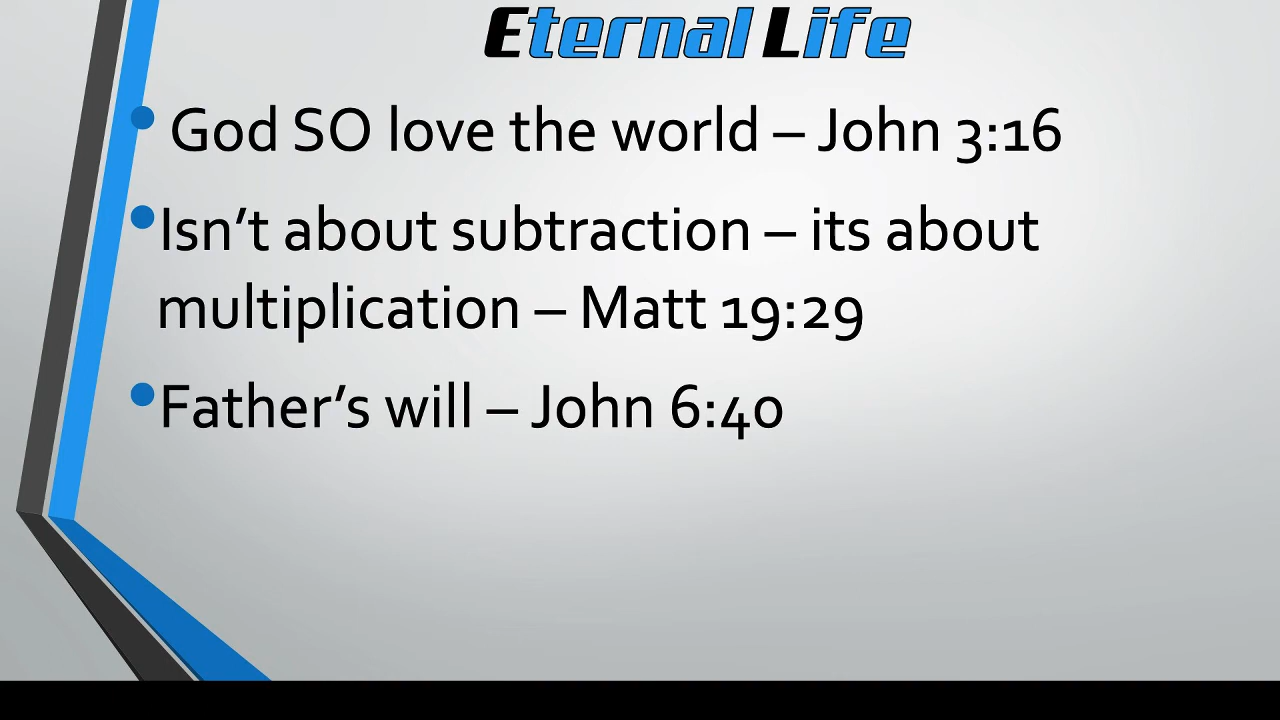 Eternal Life
• God SO love the world – John 3:16
•Isn’t about subtraction – its about
multiplication – Matt 19:29
•Father’s will – John 6:40